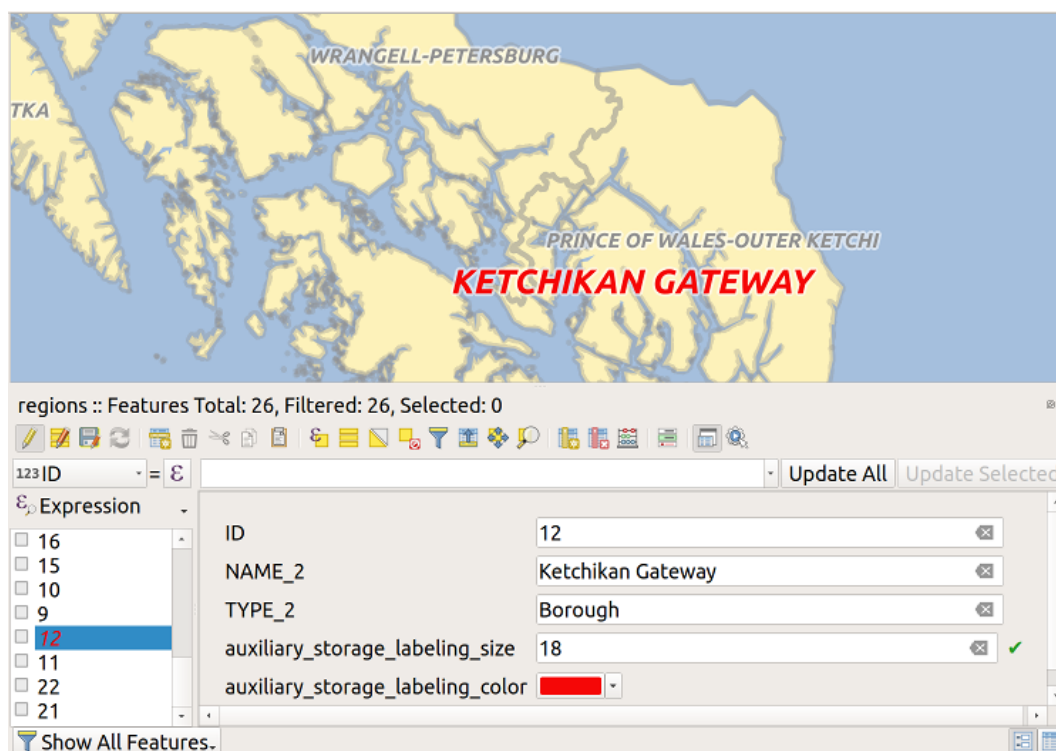 WRANGELL-PETERSBURG
TKA
PRINCE OF WALES-OUTER KETCHI
KETCHIKAN GATEWAY
regions :: Features Total: 26, Filtered: 26, Selected: 0
123 ID = ε Update All Update Selected
Expression
16
15
10
9
12
11
22
21
ID 12
NAME_2 Ketchikan Gateway
TYPE_2 Borough
auxiliary_storage_labeling_size 18
auxiliary_storage_labeling_color
Show All Features